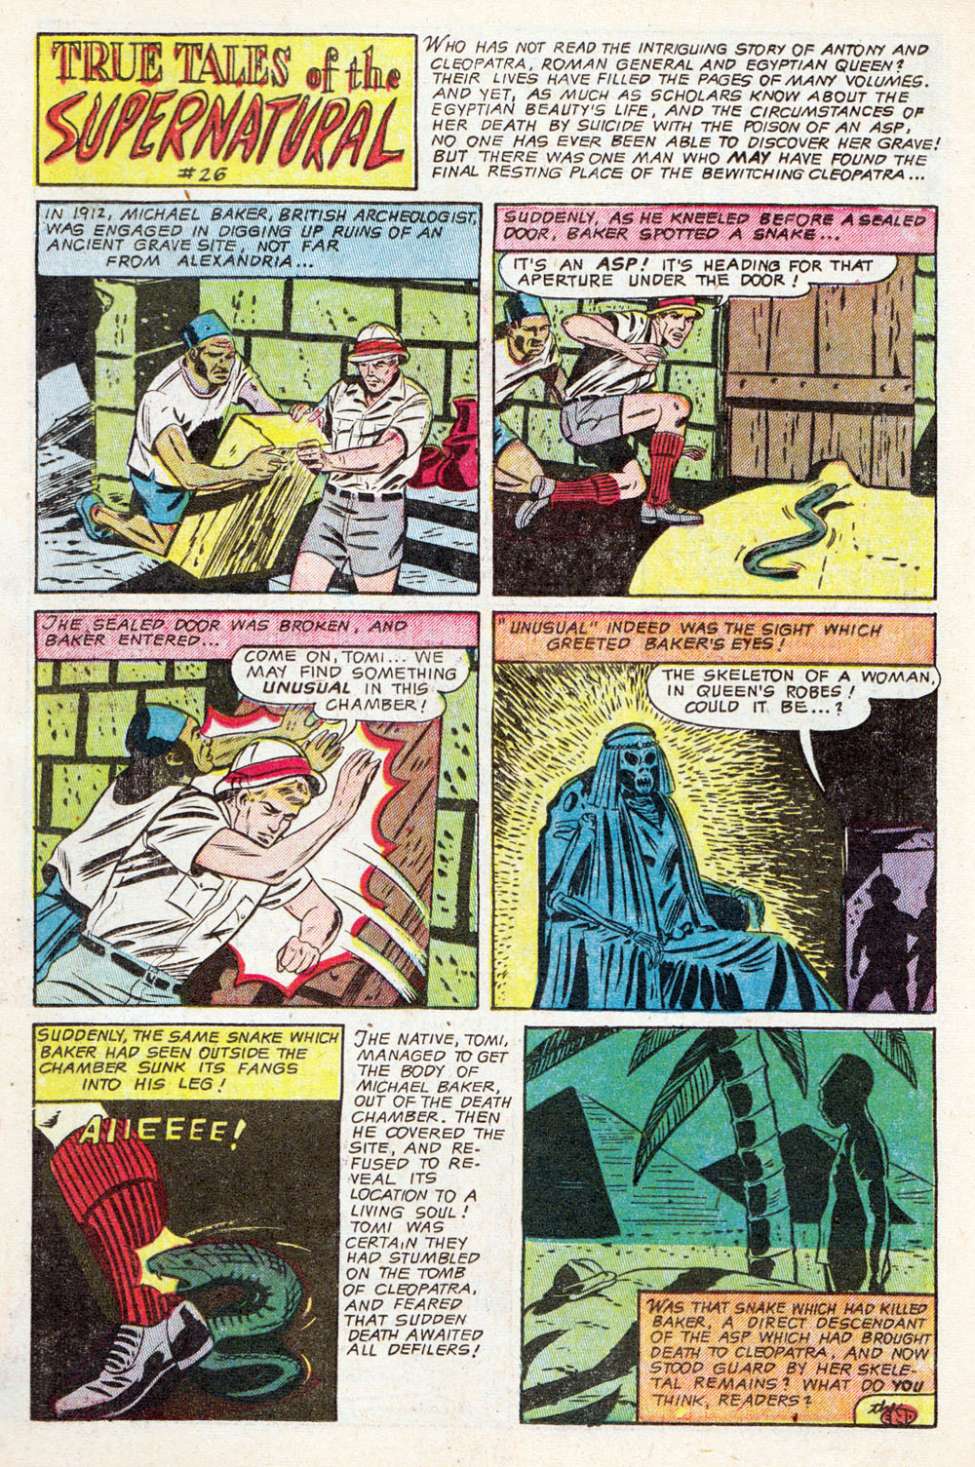 TRUE TALES of the
SUPERNATURAL
#26
WHO HAS NOT READ THE INTRIGUING STORY OF ANTONY AND
CLEOPATRA, ROMAN GENERAL AND EGYPTIAN QUEEN?
THEIR LIVES HAVE FILLED THE PAGES OF MANY VOLUMES.
AND YET, AS MUCH AS SCHOLARS KNOW ABOUT THE
EGYPTIAN BEAUTY'S LIFE, AND THE CIRCUMSTANCES OF
HER DEATH BY SUICIDE WITH THE POISON OF AN ASP,
NO ONE HAS EVER BEEN ABLE TO DISCOVER HER GRAVE!
BUT THERE WAS ONE MAN WHO MAY HAVE FOUND THE
FINAL RESTING PLACE OF THE BEWITCHING CLEOPATRA...
IN 1912, MICHAEL BAKER, BRITISH ARCHEOLOGIST,
WAS ENGAGED IN DIGGING UP RUINS OF AN
ANCIENT GRAVE SITE, NOT FAR
FROM ALEXANDRIA...
SUDDENLY, AS HE KNEELED BEFORE A SEALED
DOOR, BAKER SPOTTED A SNAKE...
IT'S AN ASP! IT'S HEADING FOR THAT
APERTURE UNDER THE DOOR!
THE SEALED DOOR WAS BROKEN, AND
BAKER ENTERED...
COME ON, TOMI... WE
MAY FIND SOMETHING
UNUSUAL IN THIS
CHAMBER!
"UNUSUAL" INDEED WAS THE SIGHT WHICH
GREETED BAKER'S EYES!
THE SKELETON OF A WOMAN,
IN QUEEN'S ROBES!
COULD IT BE...?
SUDDENLY, THE SAME SNAKE WHICH
BAKER HAD SEEN OUTSIDE THE
CHAMBER SUNK ITS FANGS
INTO HIS LEG!
AIIEEEE!
THE NATIVE, TOMI,
MANAGED TO GET
THE BODY OF
MICHAEL BAKER,
OUT OF THE DEATH
CHAMBER. THEN
HE COVERED THE
SITE, AND RE-
FUSED TO RE-
VEAL ITS
LOCATION TO A
LIVING SOUL!
TOMI WAS
CERTAIN THEY
HAD STUMBLED
ON THE TOMB
OF CLEOPATRA,
AND FEARED
THAT SUDDEN
DEATH AWAITED
ALL DEFILERS!
WAS THAT SNAKE WHICH HAD KILLED
BAKER, A DIRECT DESCENDANT
OF THE ASP WHICH HAD BROUGHT
DEATH TO CLEOPATRA, AND NOW
STOOD GUARD BY HER SKELE-
TAL REMAINS? WHAT DO YOU
THINK, READERS?
the END